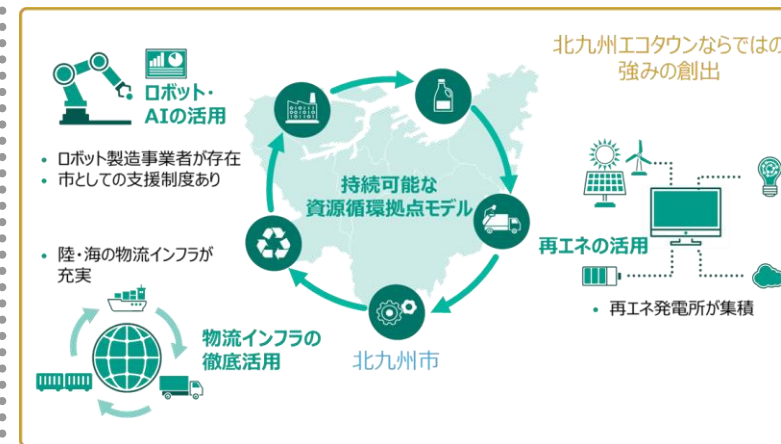 北九州エコタウンならではの
強みの創出
ロボット・
AIの活用
• ロボット製造事業者が存在
• 市としての支援制度あり
持続可能な
資源循環拠点モデル
再エネの活用
• 再エネ発電所が集積
• 陸・海の物流インフラが
充実
物流インフラの
徹底活用
北九州市